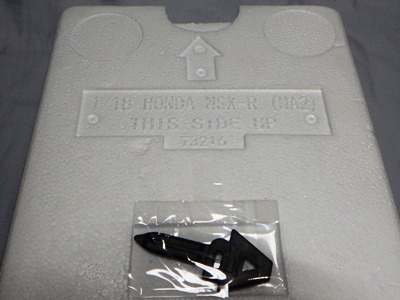 1/18 HONDA NSX-R (NA2)
THIS SIDE UP
73216